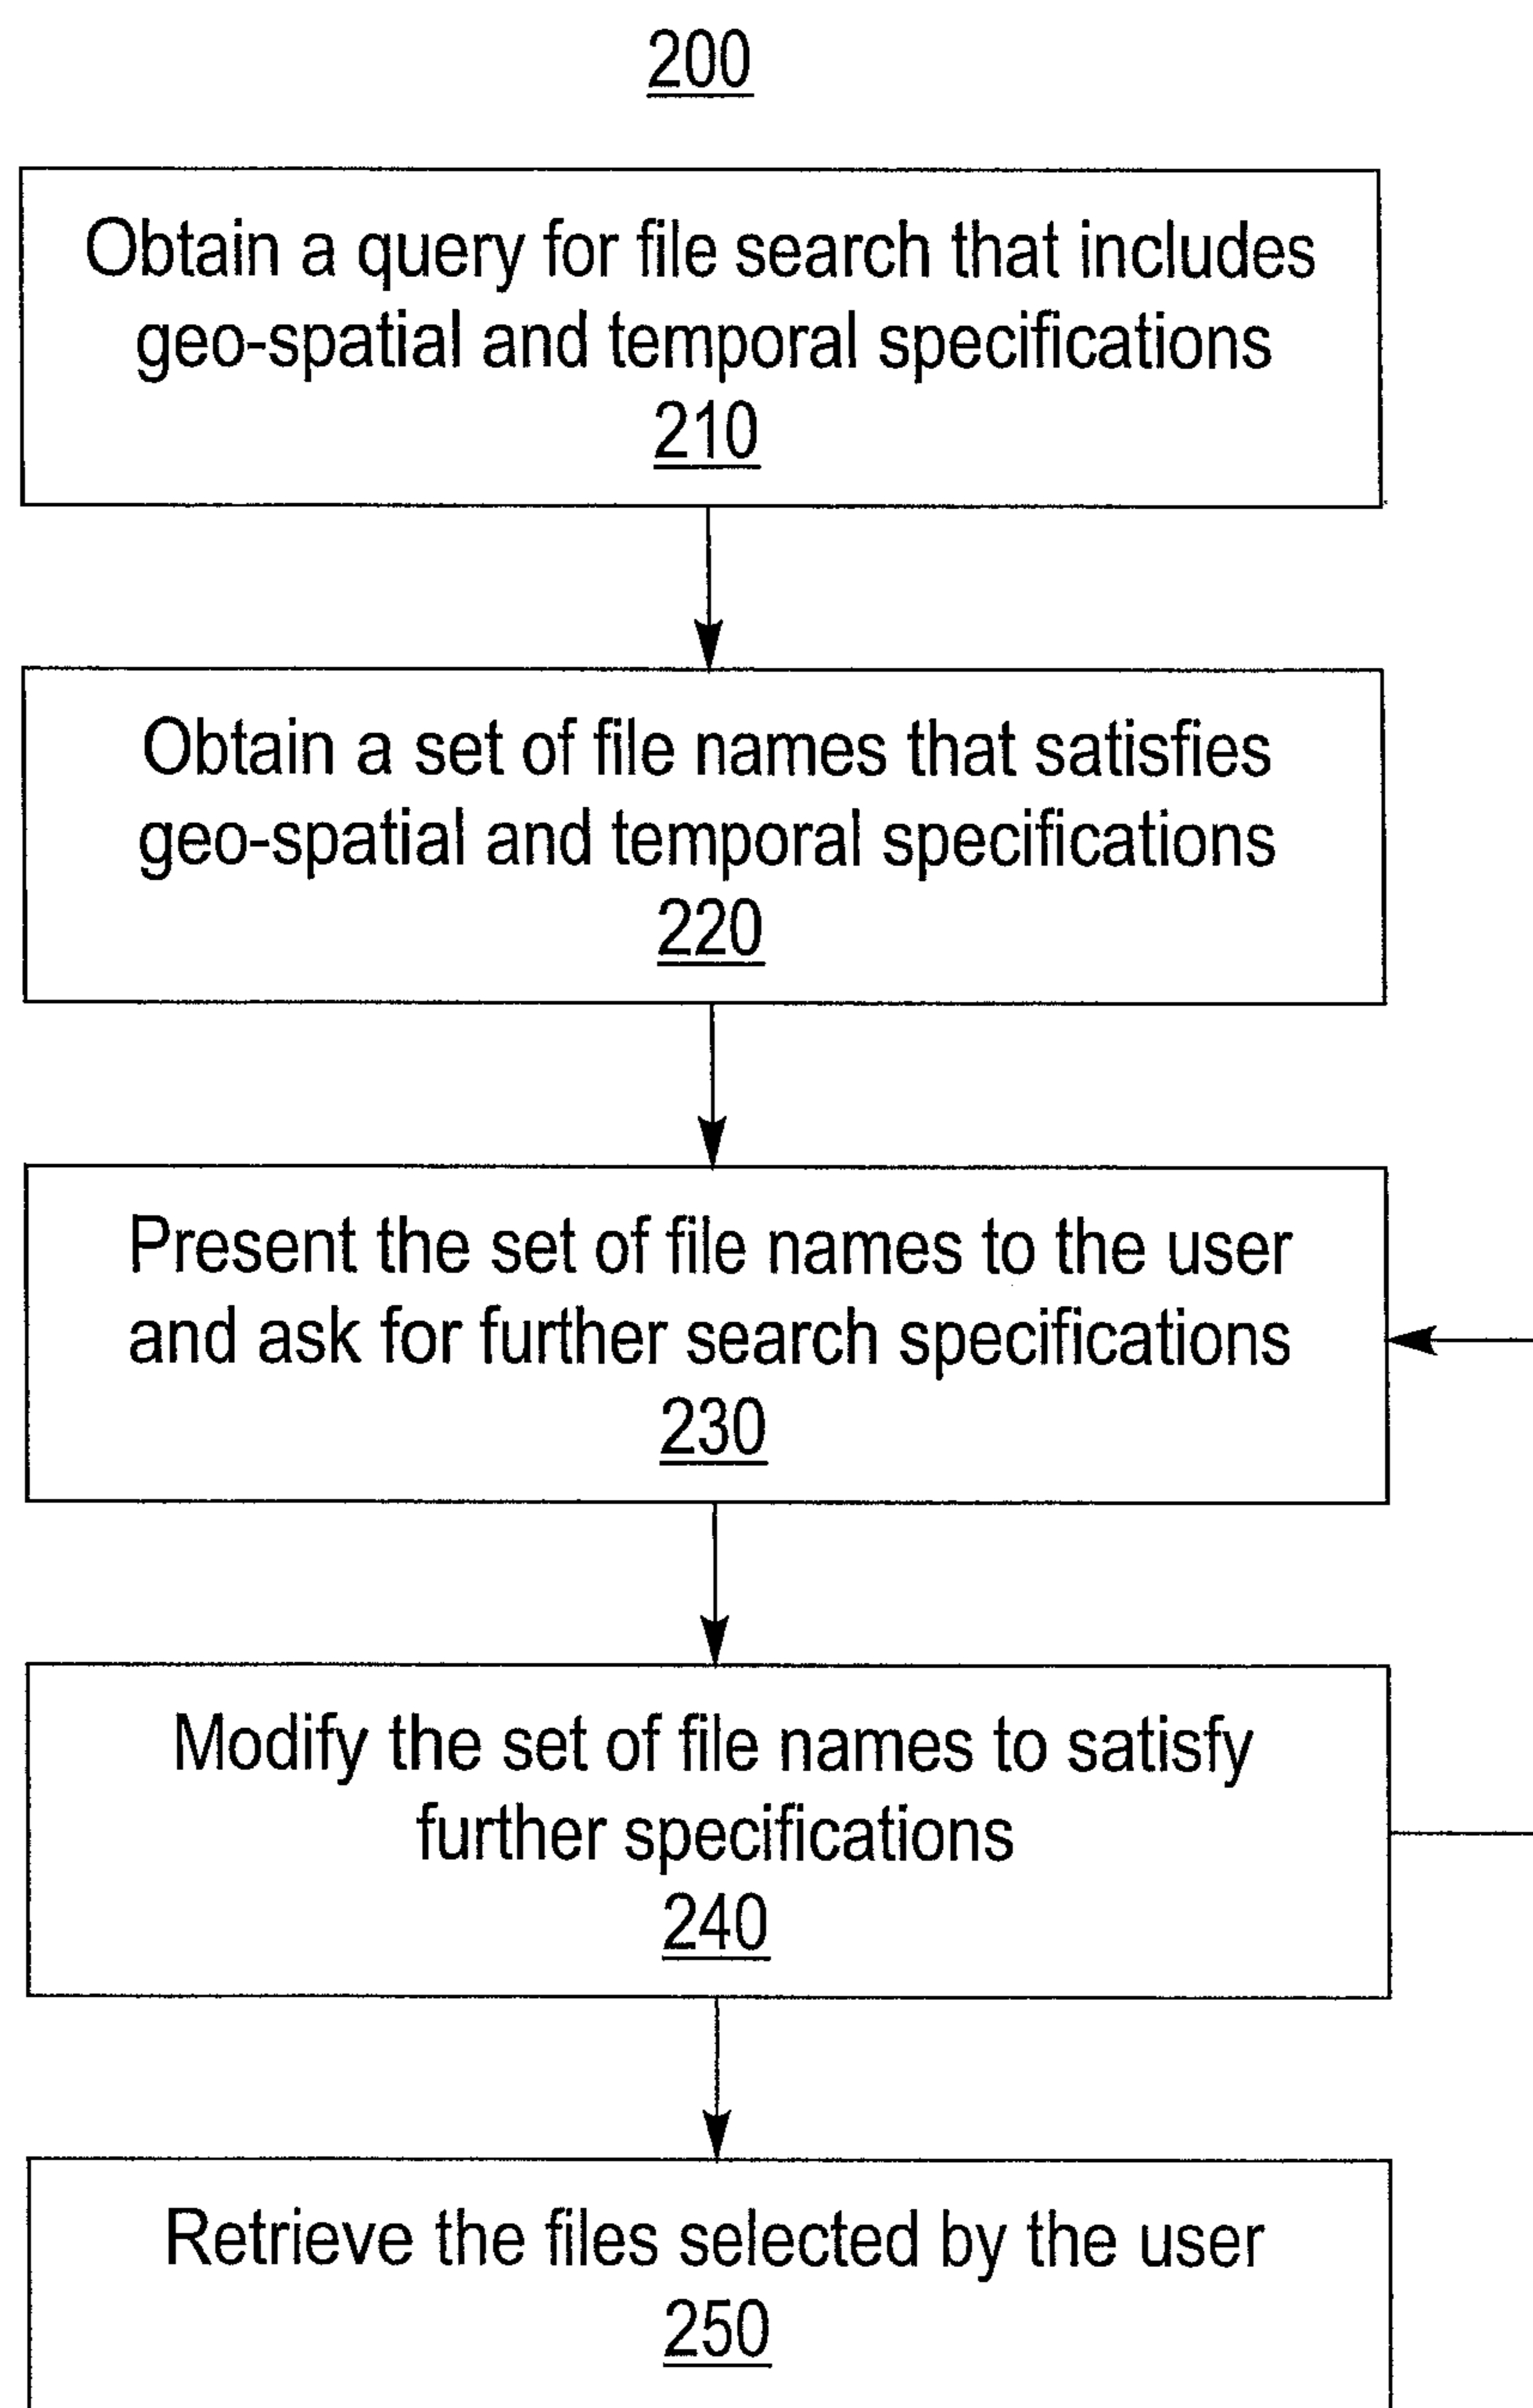 200
Obtain a query for file search that includes
geo-spatial and temporal specifications
210
Obtain a set of file names that satisfies
geo-spatial and temporal specifications
220
Present the set of file names to the user
and ask for further search specifications
230
Modify the set of file names to satisfy
further specifications
240
Retrieve the files selected by the user
250